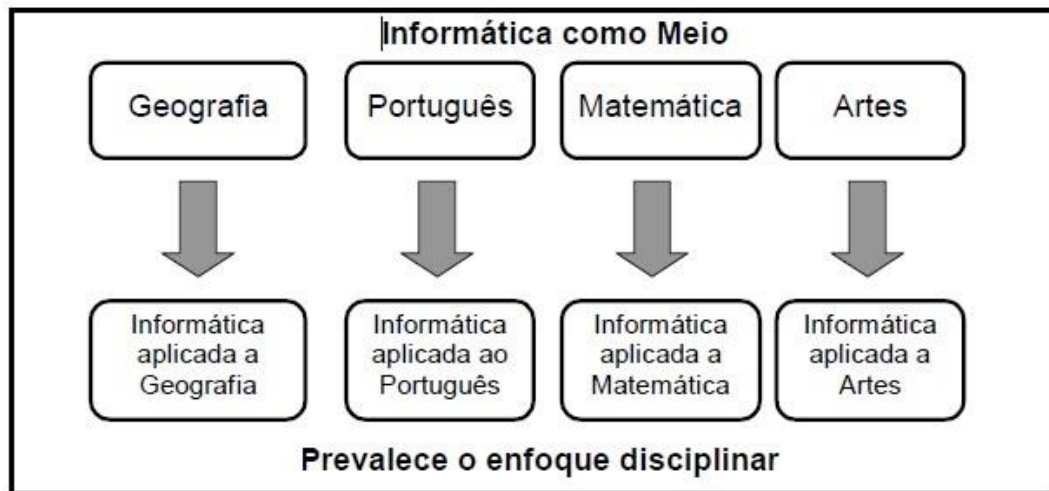 Informática como Meio
Geografia
Português
Matemática
Artes
Informática
aplicada a
Geografia
Informática
aplicada ao
Português
Informática
aplicada a
Matemática
Informática
aplicada a
Artes
Prevalece o enfoque disciplinar